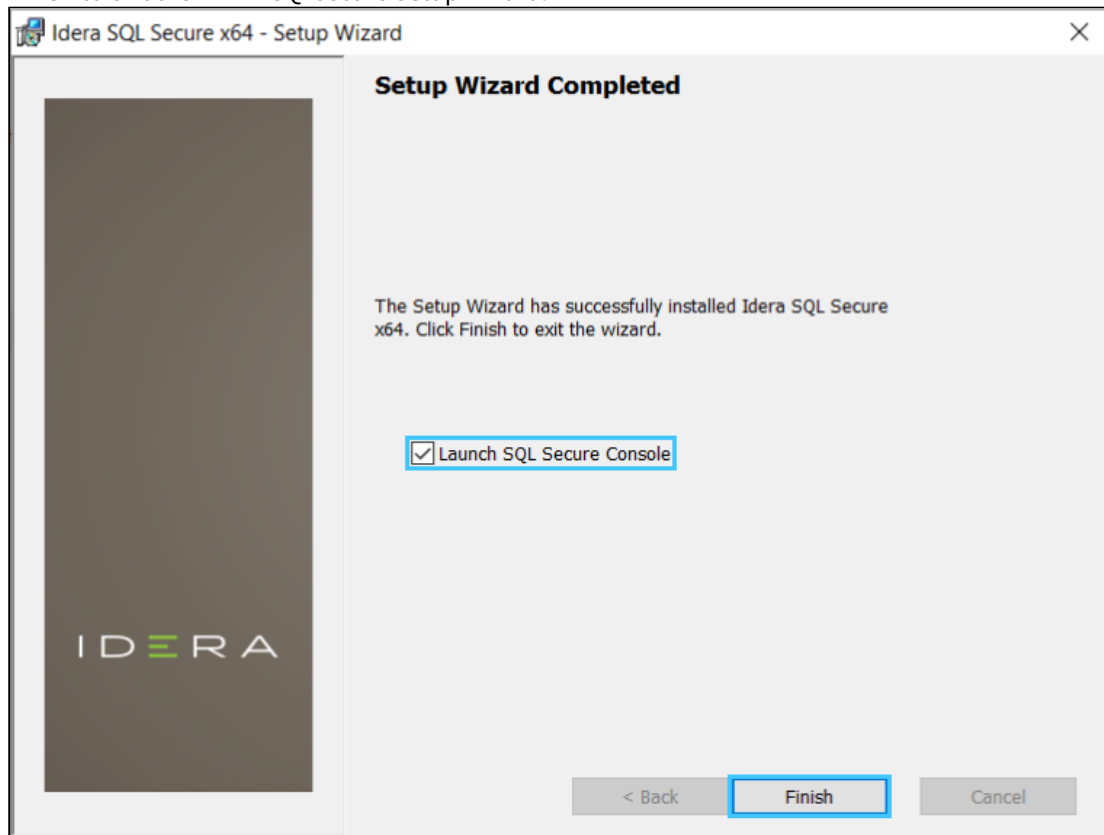 Idera SQL Secure x64 - Setup Wizard
Setup Wizard Completed
The Setup Wizard has successfully installed Idera SQL Secure
x64. Click Finish to exit the wizard.
Launch SQL Secure Console
IDERA
< Back
Finish
Cancel